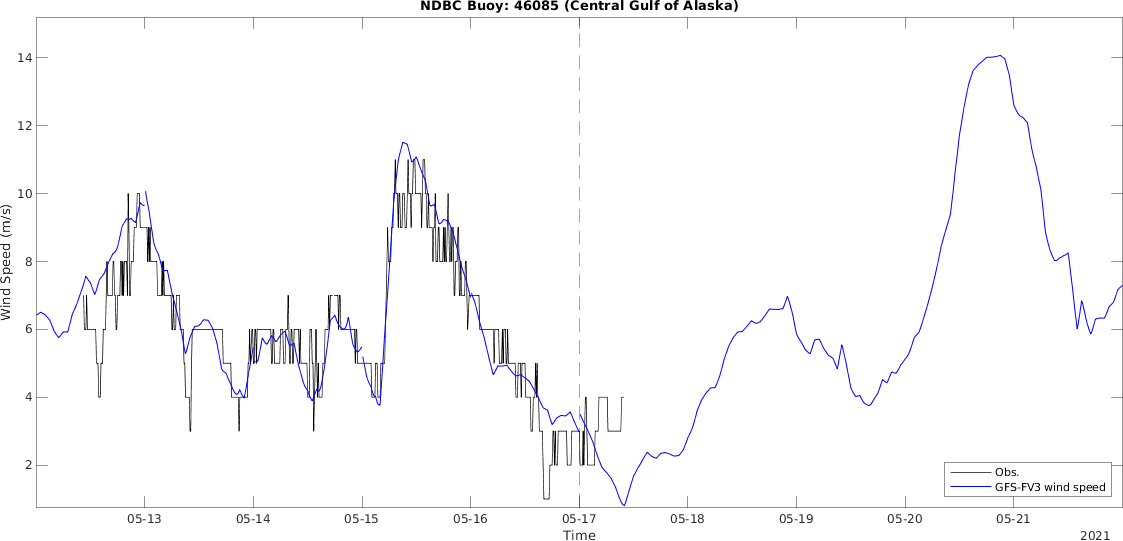 NDBC Buoy: 46085 (Central Gulf of Alaska)
Wind Speed (m/s)
14
12
10
8
6
4
2
Obs.
GFS-FV3 wind speed
05-13 05-14 05-15 05-16 05-17 05-18 05-19 05-20 05-21
Time
2021